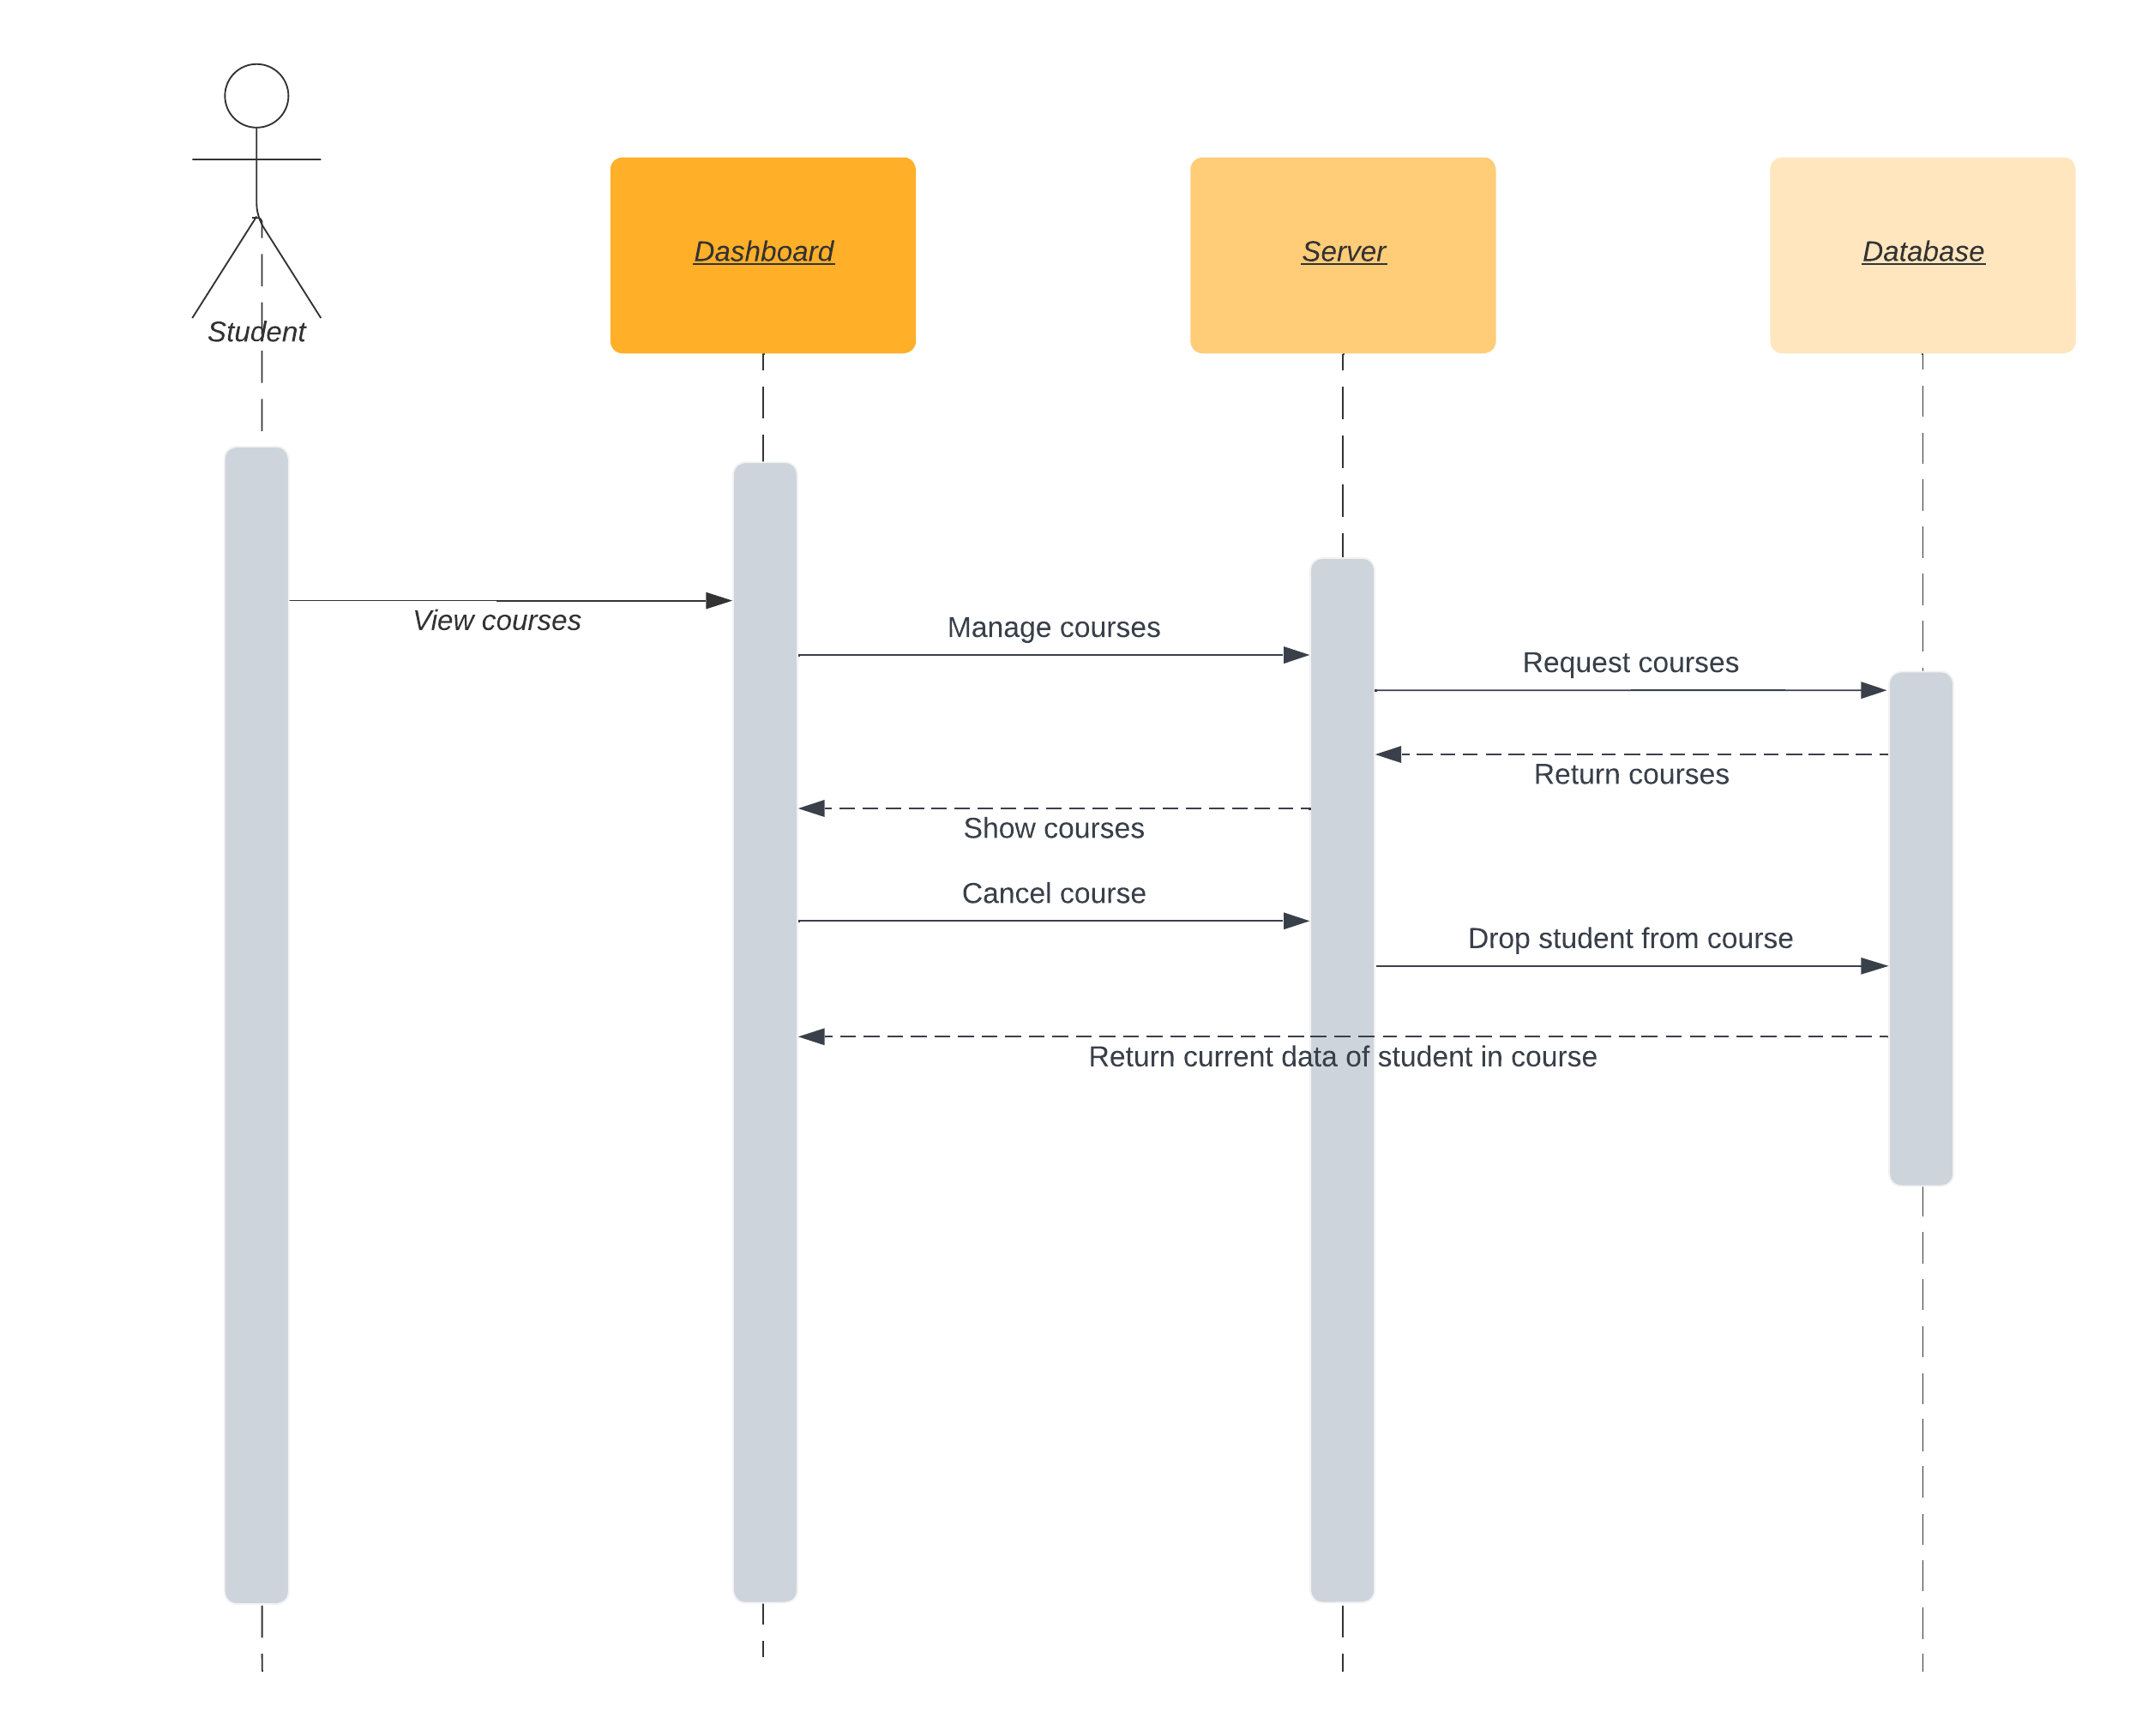 Dashboard
Server
Database
Student
View courses
Manage courses
Request courses
Return courses
Show courses
Cancel course
Drop student from course
Return current data of student in course